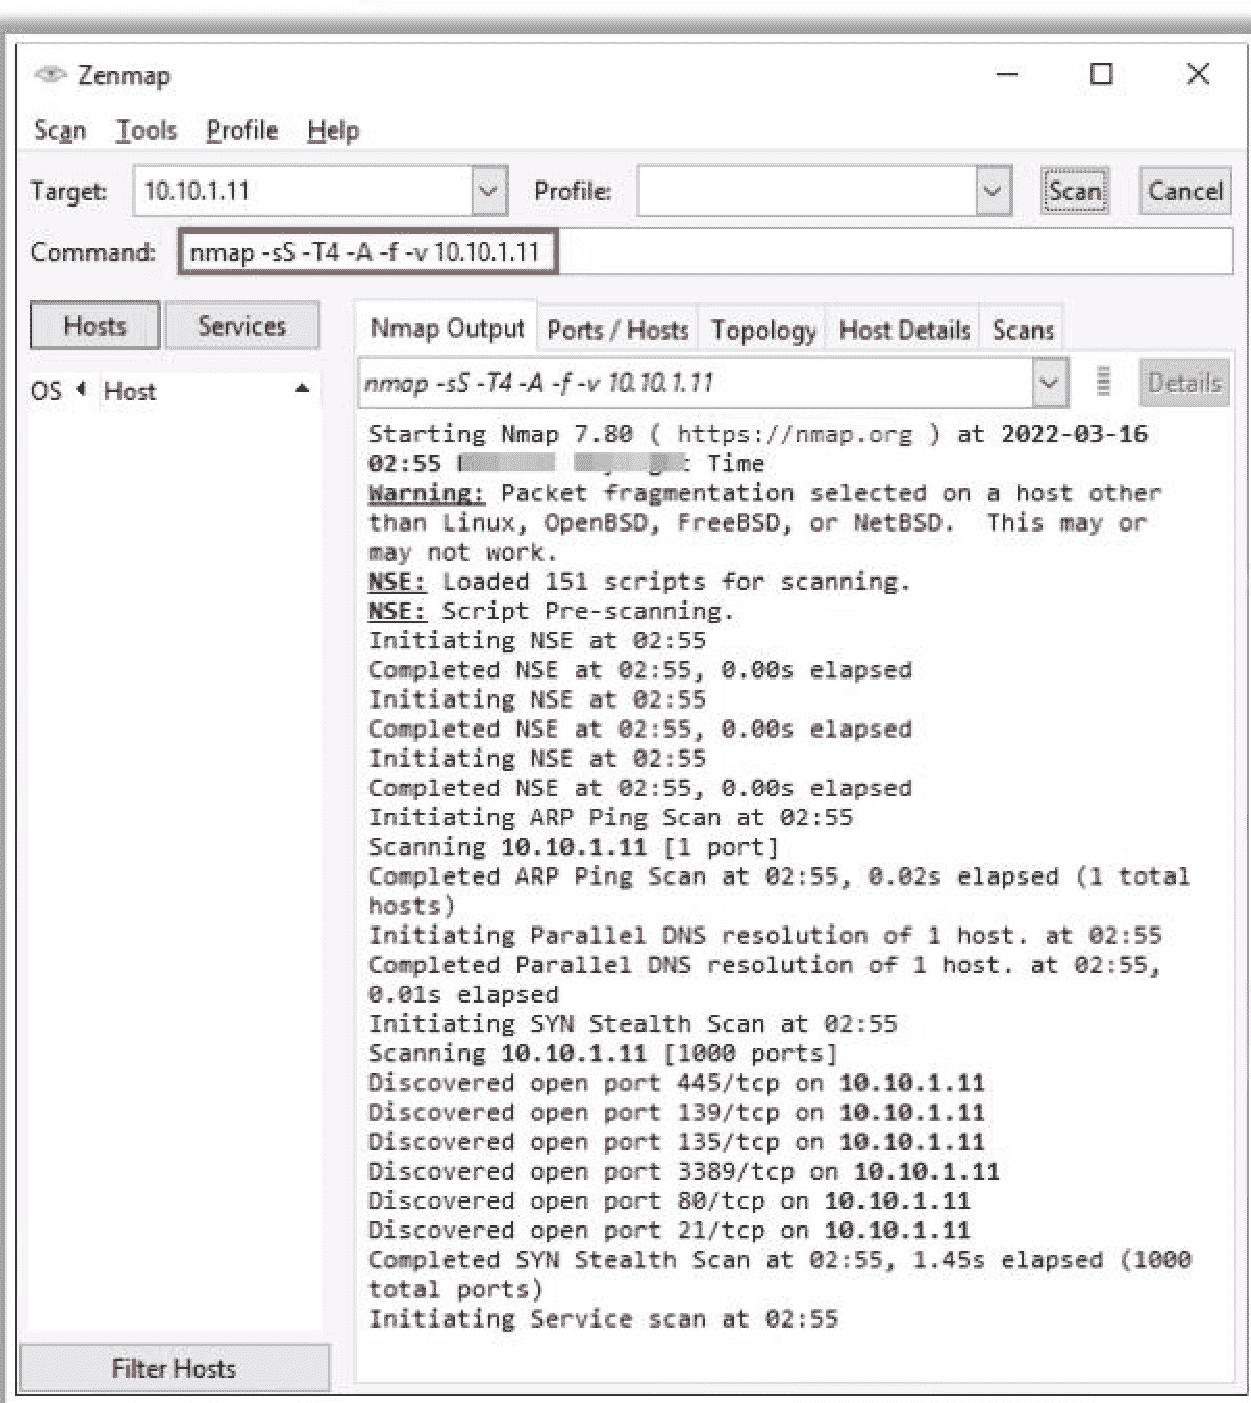 Zenmap
Scan Tools Profile Help
Target: 10.10.1.11 Profile: Scan Cancel
Command: nmap -sS -T4 -A -f -v 10.10.1.11
Hosts Services
OS Host
Nmap Output Ports / Hosts Topology Host Details Scans
nmap -sS -T4 -A -f -v 10.10.1.11 Details
Starting Nmap 7.80 ( https://nmap.org ) at 2022-03-16
02:55 Time
Warning: Packet fragmentation selected on a host other
than Linux, OpenBSD, FreeBSD, or NetBSD. This may or
may not work.
NSE: Loaded 151 scripts for scanning.
NSE: Script Pre-scanning.
Initiating NSE at 02:55
Completed NSE at 02:55, 0.00s elapsed
Initiating NSE at 02:55
Completed NSE at 02:55, 0.00s elapsed
Initiating NSE at 02:55
Completed NSE at 02:55, 0.00s elapsed
Initiating ARP Ping Scan at 02:55
Scanning 10.10.1.11 [1 port]
Completed ARP Ping Scan at 02:55, 0.02s elapsed (1 total
hosts)
Initiating Parallel DNS resolution of 1 host. at 02:55
Completed Parallel DNS resolution of 1 host. at 02:55,
0.01s elapsed
Initiating SYN Stealth Scan at 02:55
Scanning 10.10.1.11 [1000 ports]
Discovered open port 445/tcp on 10.10.1.11
Discovered open port 139/tcp on 10.10.1.11
Discovered open port 135/tcp on 10.10.1.11
Discovered open port 3389/tcp on 10.10.1.11
Discovered open port 80/tcp on 10.10.1.11
Discovered open port 21/tcp on 10.10.1.11
Completed SYN Stealth Scan at 02:55, 1.45s elapsed (1000
total ports)
Initiating Service scan at 02:55
Filter Hosts